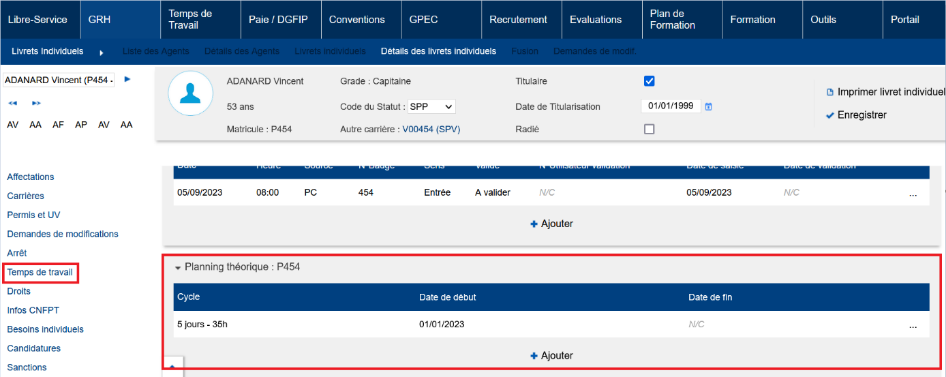 Libre-Service GRH Temps de Travail Paie / DGFIP Conventions GPEC Recrutement Evaluations Plan de Formation Formation Outils Portail
Livrets Individuels Liste des Agents Détails des Agents Livrets Individuels Détails des livrets individuels Fusion Demandes de modif.
ADANARD Vincent (P454 -
AV AA AF AP AV AA
ADANARD Vincent Grade : Capitaine Titulaire
53 ans Code du Statut : SPP Date de Titularisation 01/01/1999
Matricule : P454 Autre carrière : V00454 (SPV) Radié
Imprimer livret individuel
Enregistrer
Affectations
Carrières
Permis et UV
Demandes de modifications
Arrêt
Temps de travail
Droits
Infos CNFPT
Besoins individuels
Candidatures
Sanctions
Date Heure Source N°Badge Sens Validé N°Utilisateur Validation Date de saisie Date de validation
05/09/2023 08:00 PC 454 Entrée A valider N/C 05/09/2023 N/C ...
+ Ajouter
Planning théorique : P454
Cycle Date de début Date de fin
5 jours - 35h 01/01/2023 N/C ...
+ Ajouter